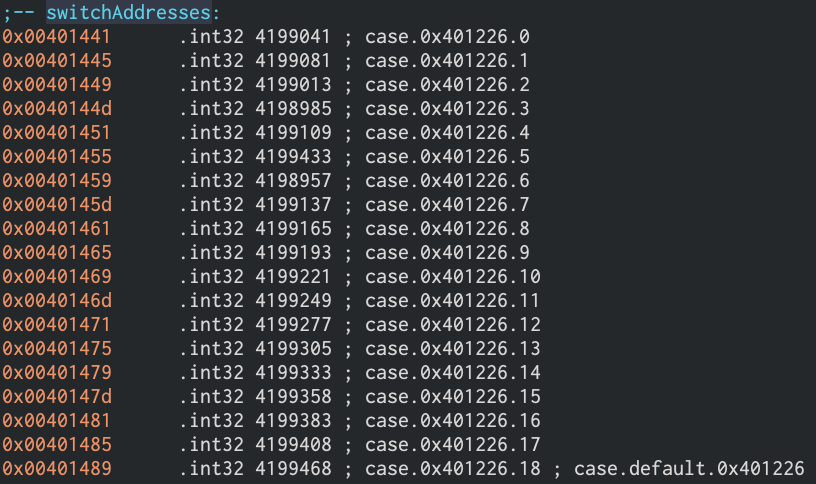 ;-- switchAddresses:
0x00401441 .int32 4199041 ; case.0x401226.0
0x00401445 .int32 4199081 ; case.0x401226.1
0x00401449 .int32 4199013 ; case.0x401226.2
0x0040144d .int32 4198985 ; case.0x401226.3
0x00401451 .int32 4199109 ; case.0x401226.4
0x00401455 .int32 4199433 ; case.0x401226.5
0x00401459 .int32 4198957 ; case.0x401226.6
0x0040145d .int32 4199137 ; case.0x401226.7
0x00401461 .int32 4199165 ; case.0x401226.8
0x00401465 .int32 4199193 ; case.0x401226.9
0x00401469 .int32 4199221 ; case.0x401226.10
0x0040146d .int32 4199249 ; case.0x401226.11
0x00401471 .int32 4199277 ; case.0x401226.12
0x00401475 .int32 4199305 ; case.0x401226.13
0x00401479 .int32 4199333 ; case.0x401226.14
0x0040147d .int32 4199358 ; case.0x401226.15
0x00401481 .int32 4199383 ; case.0x401226.16
0x00401485 .int32 4199408 ; case.0x401226.17
0x00401489 .int32 4199468 ; case.0x401226.18 ; case.default.0x401226